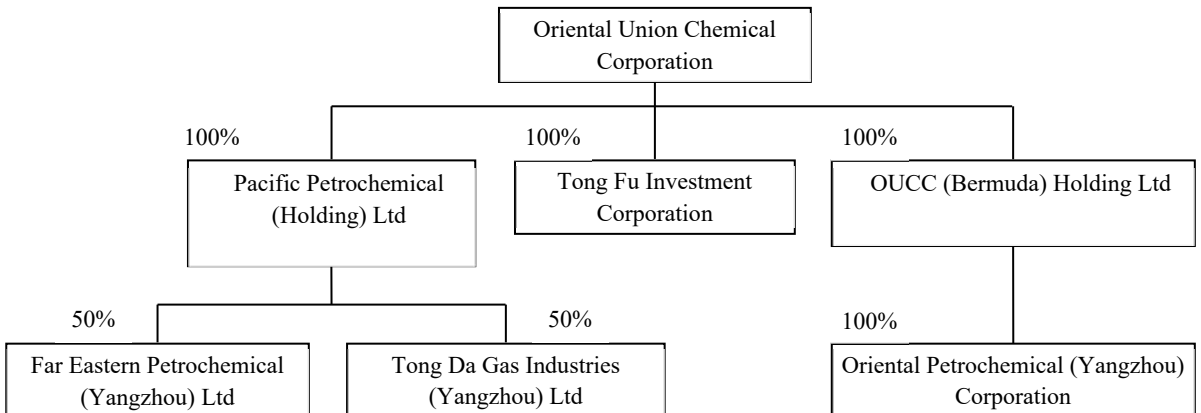 Oriental Union Chemical
Corporation
100%
100%
100%
Pacific Petrochemical
(Holding) Ltd
Tong Fu Investment
Corporation
OUCC (Bermuda) Holding Ltd
50%
50%
100%
Far Eastern Petrochemical
(Yangzhou) Ltd
Tong Da Gas Industries
(Yangzhou) Ltd
Oriental Petrochemical (Yangzhou)
Corporation